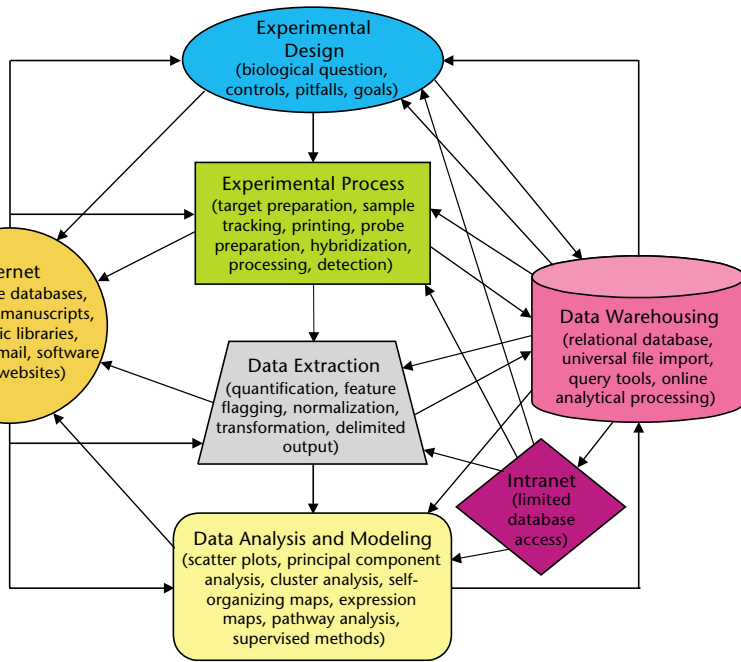 Experimental
Design
(biological question,
controls, pitfalls, goals)
Experimental Process
(target preparation, sample
tracking, printing, probe
preparation, hybridization,
processing, detection)
ernet
e databases,
manuscripts,
ic libraries,
mail, software
websites)
Data Warehousing
(relational database,
universal file import,
query tools, online
analytical processing)
Data Extraction
(quantification, feature
flagging, normalization,
transformation, delimited
output)
Intranet
(limited
database
access)
Data Analysis and Modeling
(scatter plots, principal component
analysis, cluster analysis, self-
organizing maps, expression
maps, pathway analysis,
supervised methods)